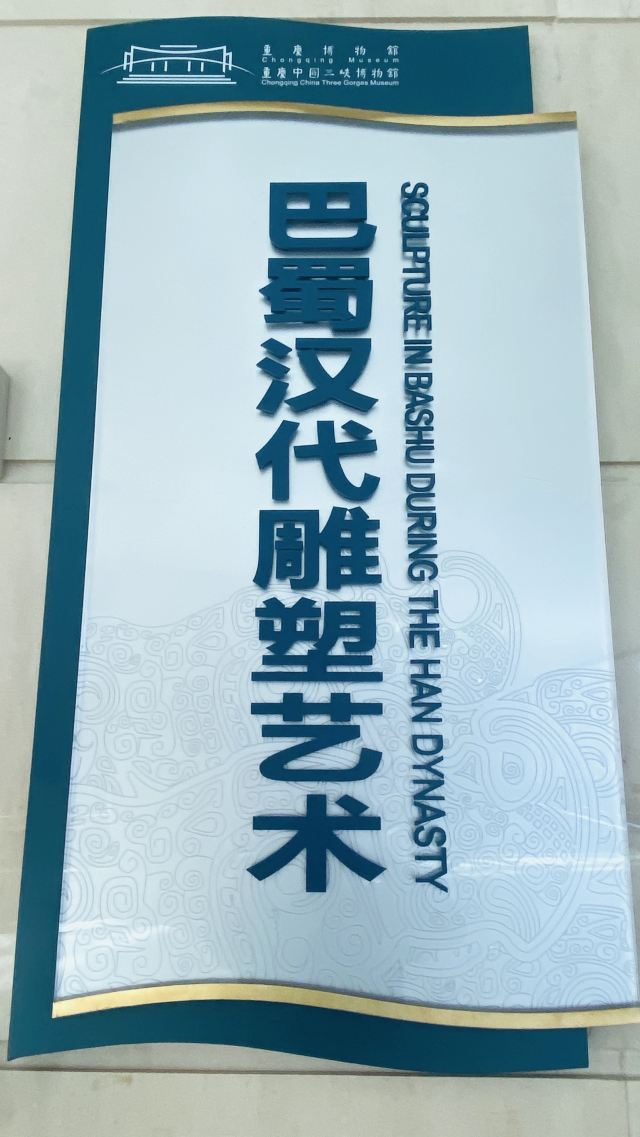 重慶博物館
Chongqing Museum
重慶中國三峽博物館
Chongqing China Three Gorges Museum
巴蜀汉代雕塑艺术
SCULPTURE IN BASHU DURING THE HAN DYNASTY